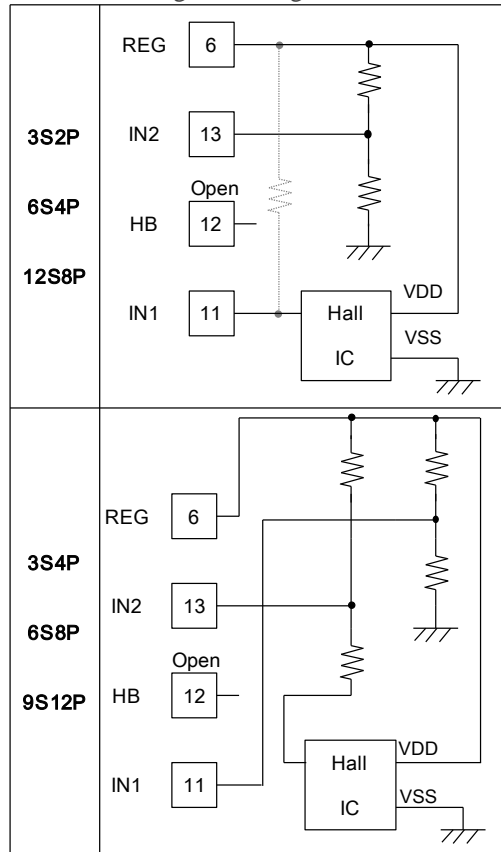 3S2P
6S4P
12S8P
REG 6
IN2 13
Open
HB 12
IN1 11
Hall
IC
VDD
VSS
3S4P
6S8P
9S12P
REG 6
IN2 13
Open
HB 12
IN1 11
Hall
IC
VDD
VSS